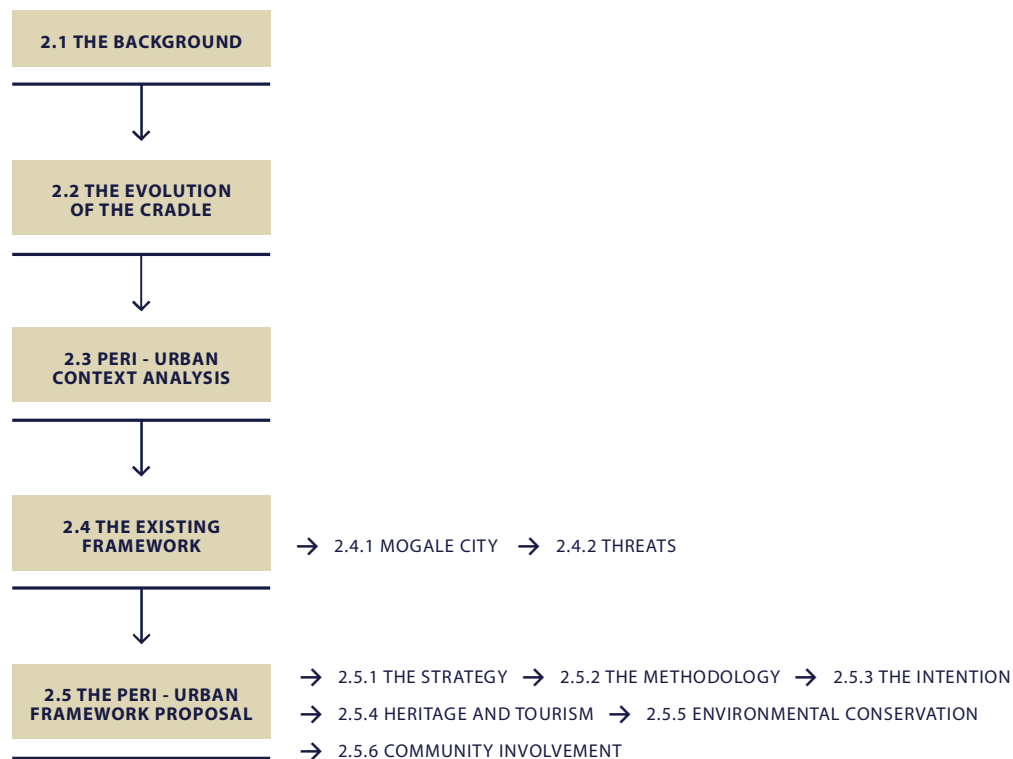 2.1 THE BACKGROUND
2.2 THE EVOLUTION
OF THE CRADLE
2.3 PERI - URBAN
CONTEXT ANALYSIS
2.4 THE EXISTING
FRAMEWORK
2.4.1 MOGALE CITY 2.4.2 THREATS
2.5 THE PERI - URBAN
FRAMEWORK PROPOSAL
2.5.1 THE STRATEGY 2.5.2 THE METHODOLOGY 2.5.3 THE INTENTION
2.5.4 HERITAGE AND TOURISM 2.5.5 ENVIRONMENTAL CONSERVATION
2.5.6 COMMUNITY INVOLVEMENT